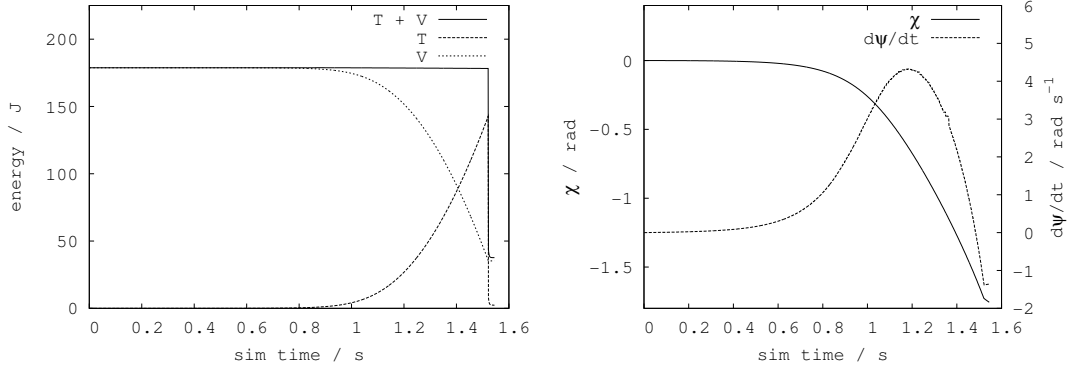 T + V
T
V
200
150
100
50
0
energy / J
0 0.2 0.4 0.6 0.8 1 1.2 1.4 1.6
sim time / s
χ
dψ/dt
0
−0.5
−1
−1.5
χ / rad
6
5
4
3
2
1
0
−1
−2
dψ/dt / rad s⁻¹
0 0.2 0.4 0.6 0.8 1 1.2 1.4 1.6
sim time / s